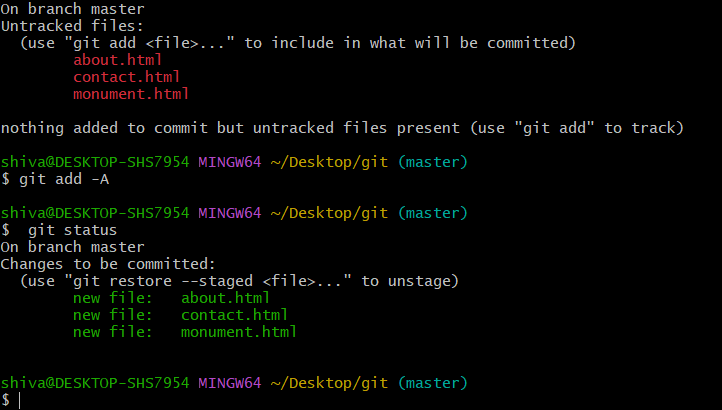 On branch master
Untracked files:
  (use "git add <file>..." to include in what will be committed)
        about.html
        contact.html
        monument.html

nothing added to commit but untracked files present (use "git add" to track)

shiva@DESKTOP-SHS7954 MINGW64 ~/Desktop/git (master)
$ git add -A

shiva@DESKTOP-SHS7954 MINGW64 ~/Desktop/git (master)
$  git status
On branch master
Changes to be committed:
  (use "git restore --staged <file>..." to unstage)
        new file:   about.html
        new file:   contact.html
        new file:   monument.html


shiva@DESKTOP-SHS7954 MINGW64 ~/Desktop/git (master)
$